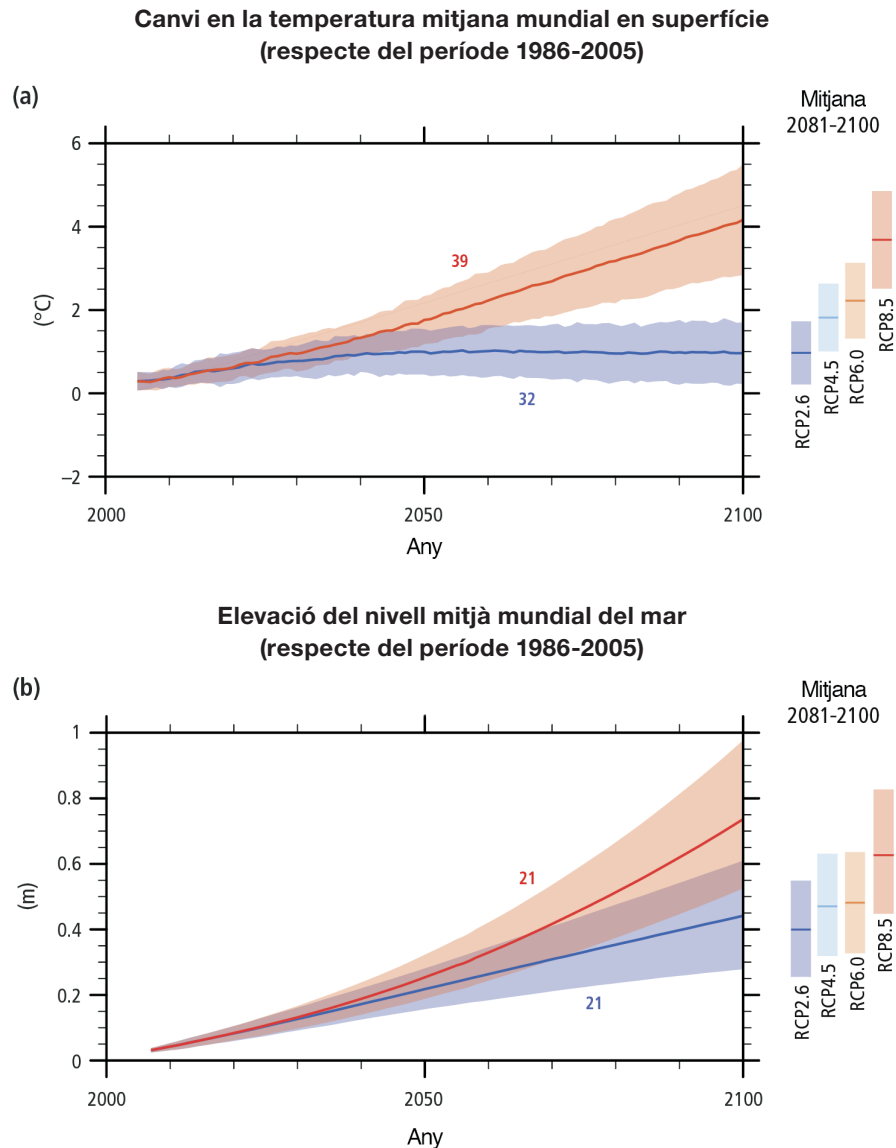 Canvi en la temperatura mitjana mundial en superfície
(respecte del període 1986-2005)
(a)
Mitjana
2081-2100
6
4
2
0
−2
(°C)
39
32
2000
2050
2100
Any
RCP2.6
RCP4.5
RCP6.0
RCP8.5
Elevació del nivell mitjà mundial del mar
(respecte del període 1986-2005)
(b)
Mitjana
2081-2100
1
0.8
0.6
0.4
0.2
0
(m)
21
21
2000
2050
2100
Any
RCP2.6
RCP4.5
RCP6.0
RCP8.5